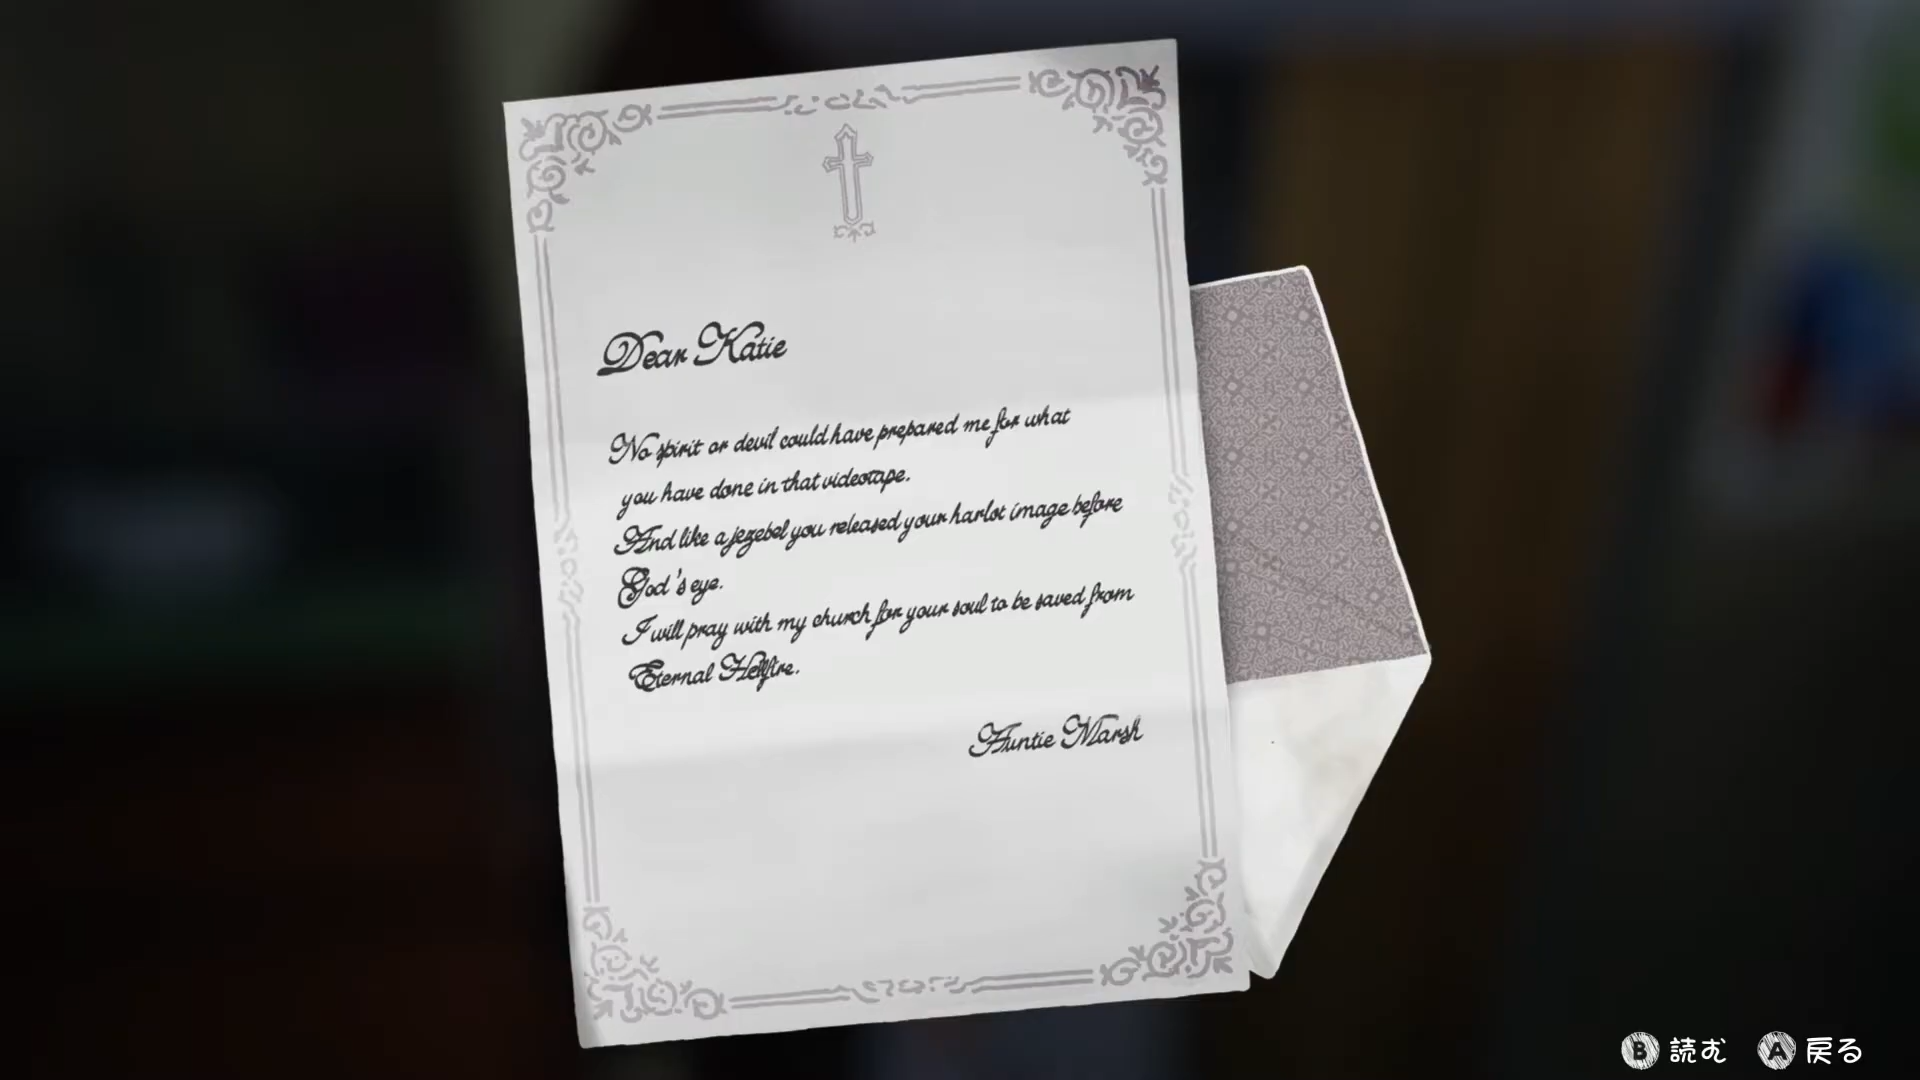 Dear Katie
No spirit or devil could have prepared me for what
you have done in that videotape.
And like a jezebel you released your harlot image before
God's eye.
I will pray with my church for your soul to be saved from
Eternal Hellfire.
Auntie Marsh
B 読む A 戻る